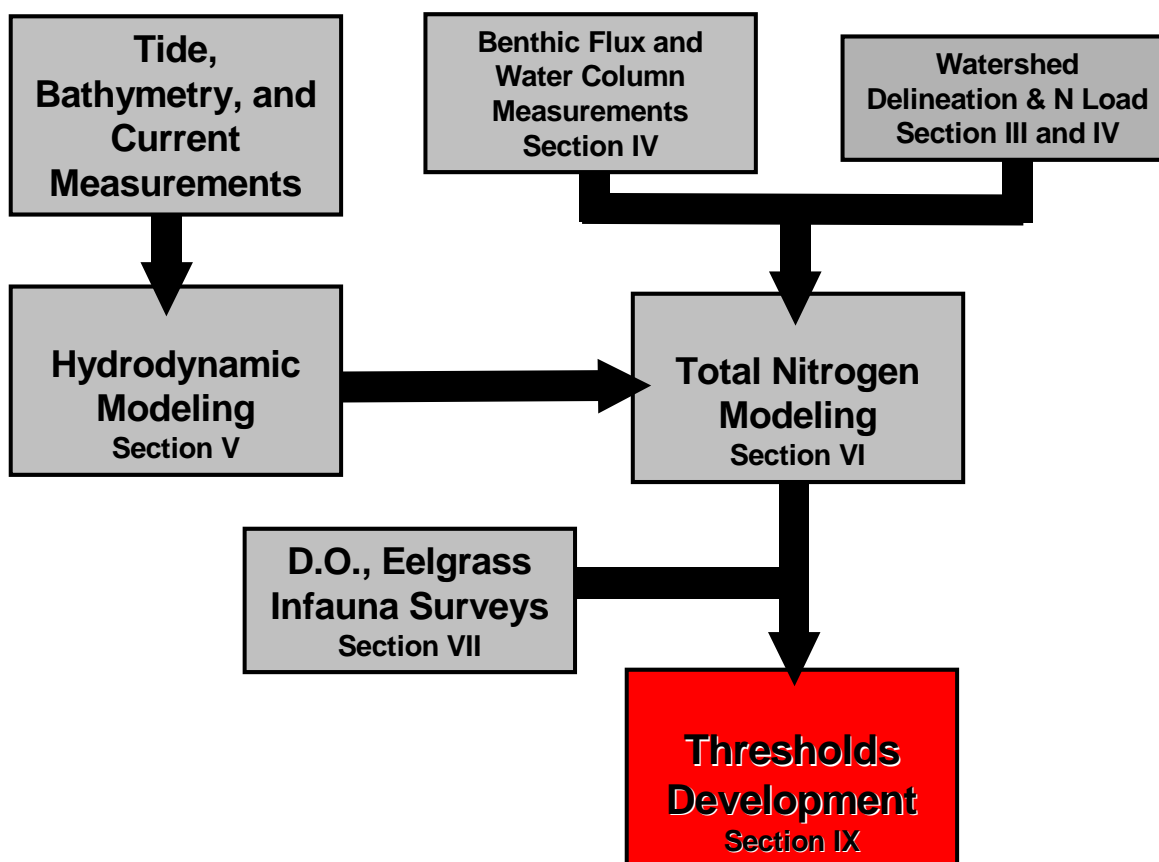 Tide,
Bathymetry, and
Current
Measurements
Benthic Flux and
Water Column
Measurements
Section IV
Watershed
Delineation & N Load
Section III and IV
Hydrodynamic
Modeling
Section V
Total Nitrogen
Modeling
Section VI
D.O., Eelgrass
Infauna Surveys
Section VII
Thresholds
Development
Section IX